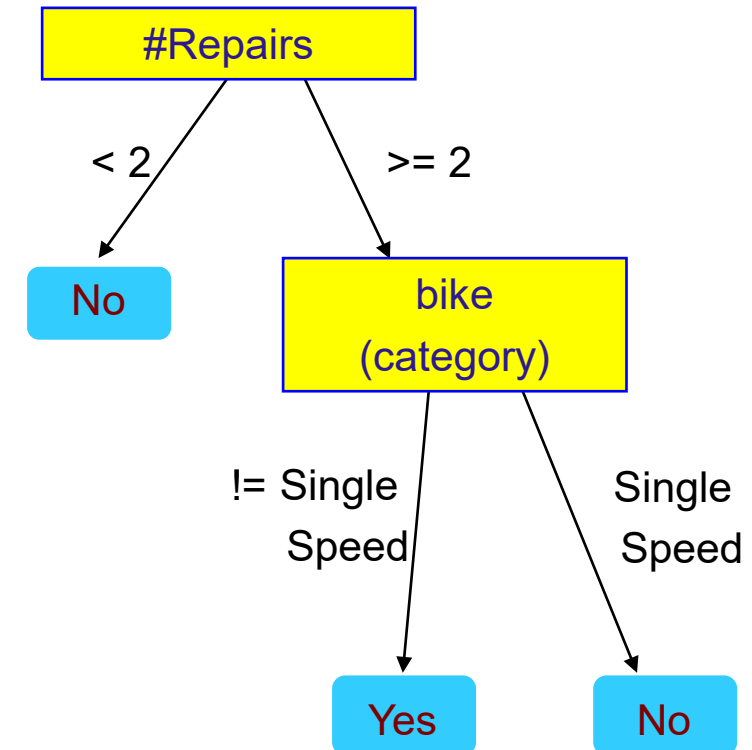 #Repairs
< 2
>= 2
No
bike
(category)
!= Single
Speed
Single
Speed
Yes
No